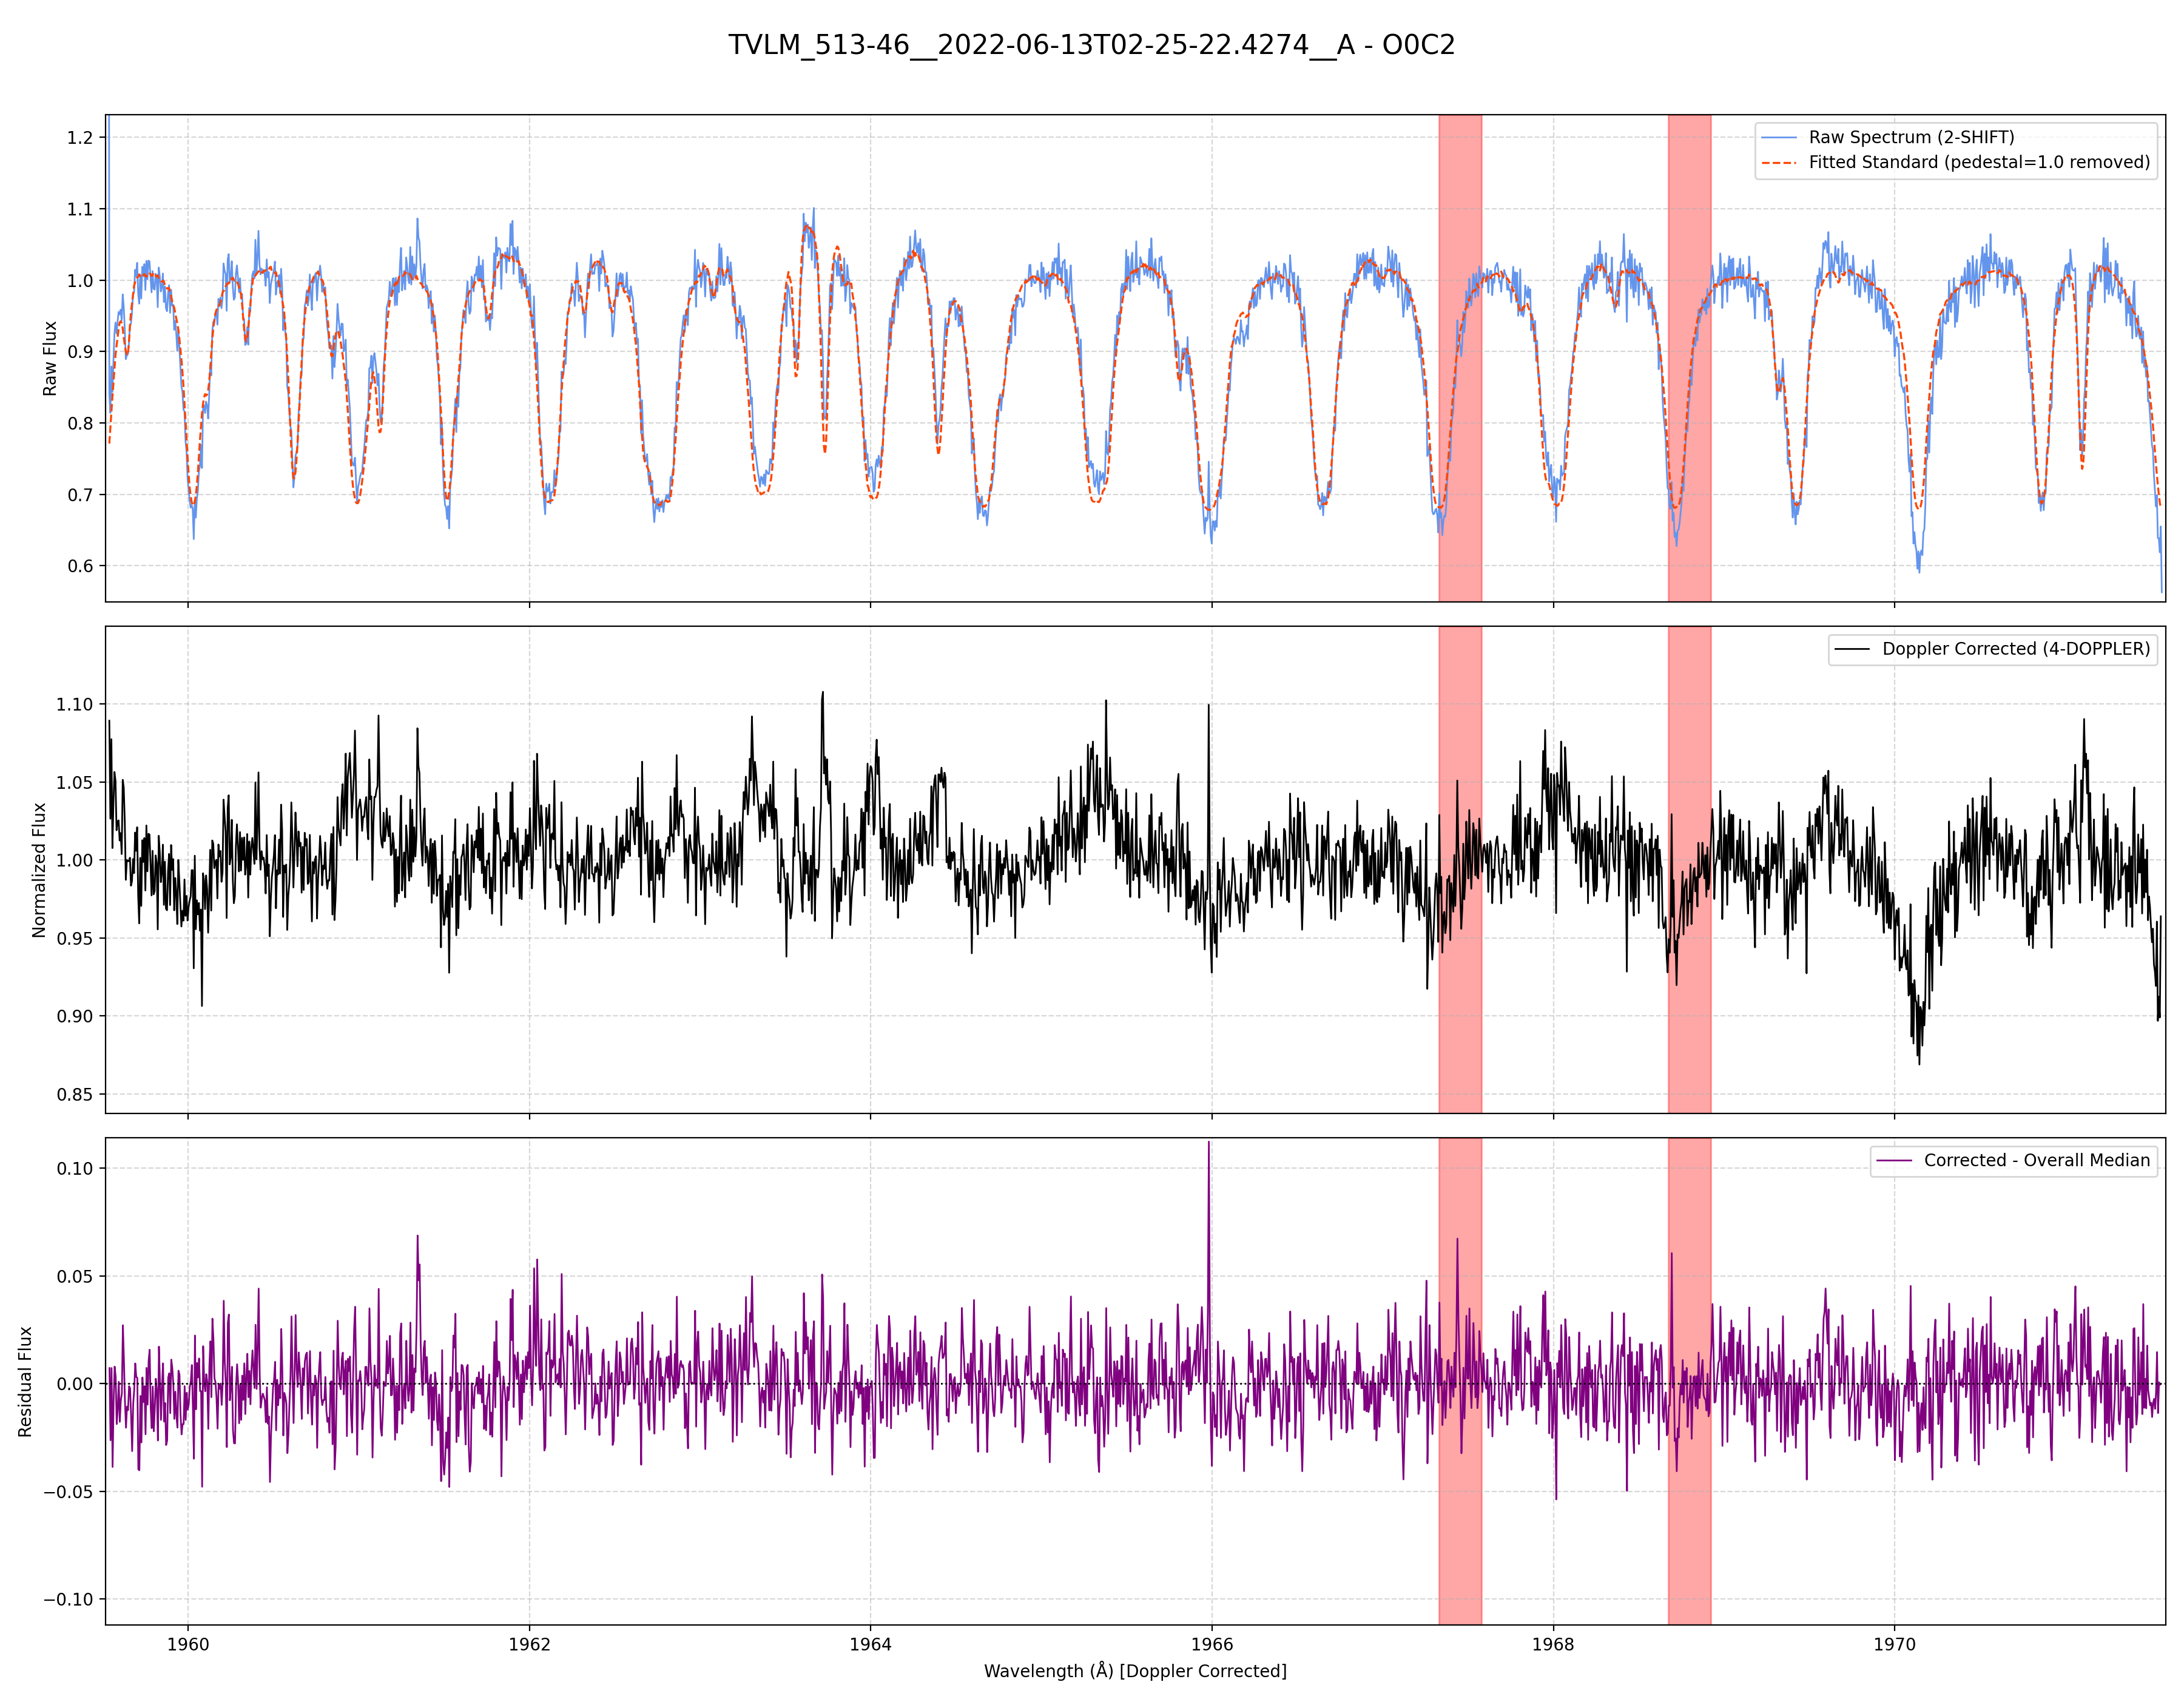 TVLM_513-46__2022-06-13T02-25-22.4274__A - O0C2
Raw Spectrum (2-SHIFT)
Fitted Standard (pedestal=1.0 removed)
Raw Flux
1.2
1.1
1.0
0.9
0.8
0.7
0.6
Doppler Corrected (4-DOPPLER)
Normalized Flux
1.10
1.05
1.00
0.95
0.90
0.85
Corrected - Overall Median
Residual Flux
0.10
0.05
0.00
−0.05
−0.10
1960 1962 1964 1966 1968 1970
Wavelength (Å) [Doppler Corrected]